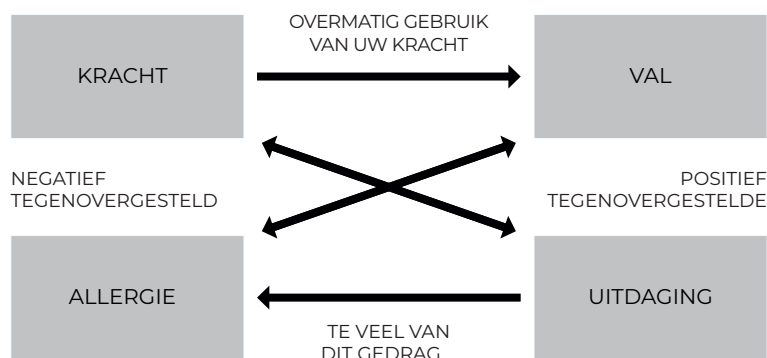 OVERMATIG GEBRUIK
VAN UW KRACHT
KRACHT
VAL
NEGATIEF
TEGENOVERGESTELD
POSITIEF
TEGENOVERGESTELDE
ALLERGIE
UITDAGING
TE VEEL VAN
DIT GEDRAG